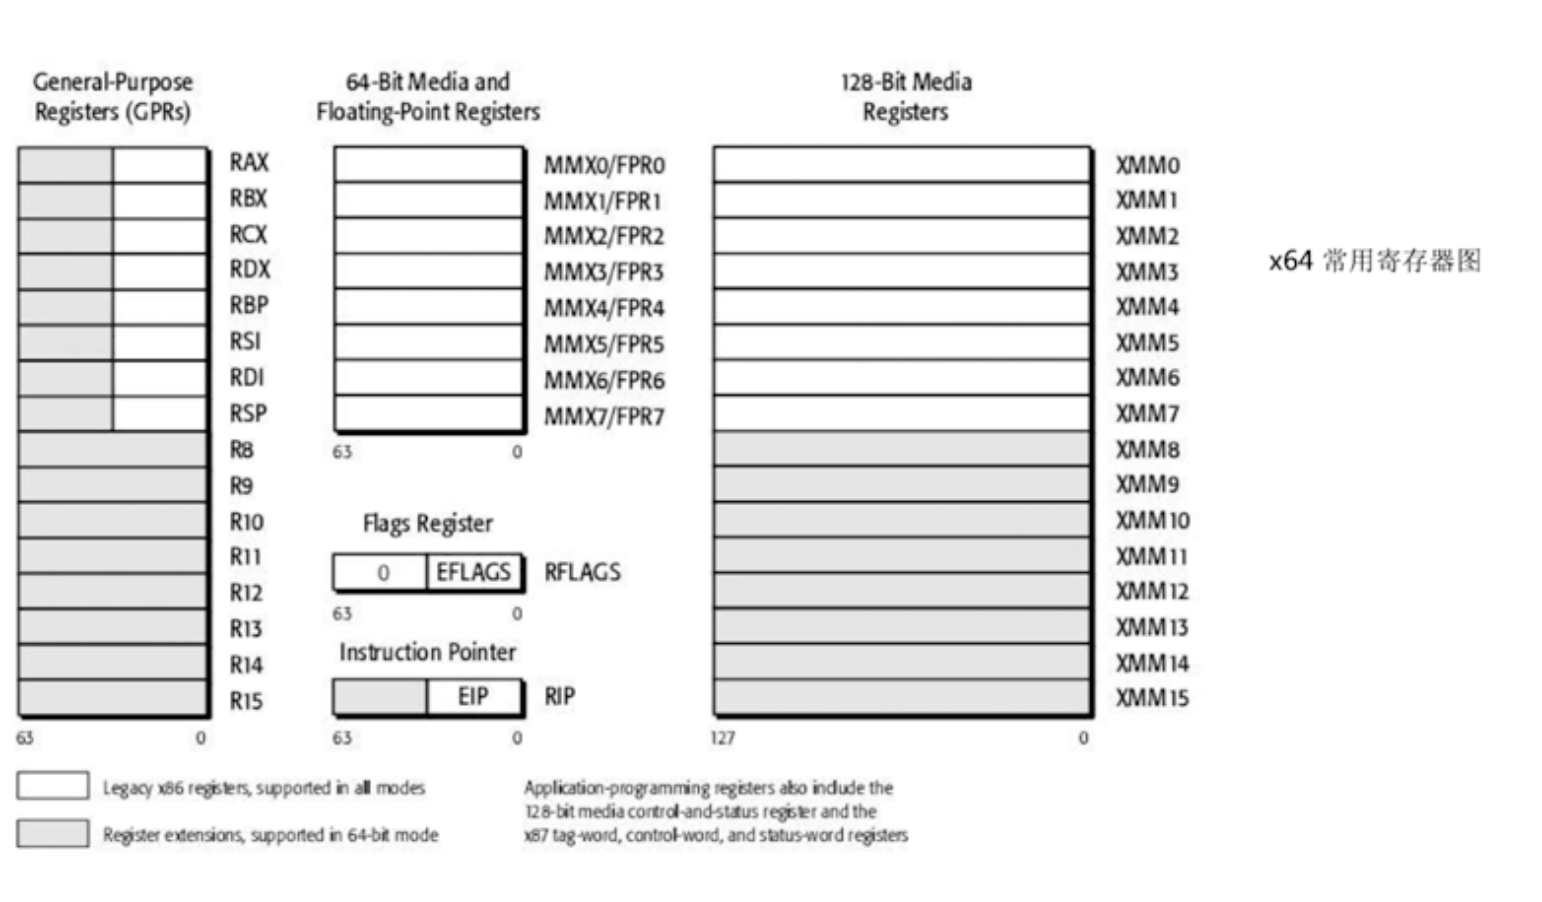 General-Purpose
Registers (GPRs)
RAX
RBX
RCX
RDX
RBP
RSI
RDI
RSP
R8
R9
R10
R11
R12
R13
R14
R15
63 0
64-Bit Media and
Floating-Point Registers
MMX0/FPR0
MMX1/FPR1
MMX2/FPR2
MMX3/FPR3
MMX4/FPR4
MMX5/FPR5
MMX6/FPR6
MMX7/FPR7
63 0
Flags Register
0 EFLAGS RFLAGS
63 0
Instruction Pointer
EIP RIP
63 0
128-Bit Media
Registers
XMM0
XMM1
XMM2
XMM3
XMM4
XMM5
XMM6
XMM7
XMM8
XMM9
XMM10
XMM11
XMM12
XMM13
XMM14
XMM15
127 0
x64 常用寄存器图
Legacy x86 registers, supported in all modes
Register extensions, supported in 64-bit mode
Application-programming registers also include the
128-bit media control-and-status register and the
x87 tag-word, control-word, and status-word registers